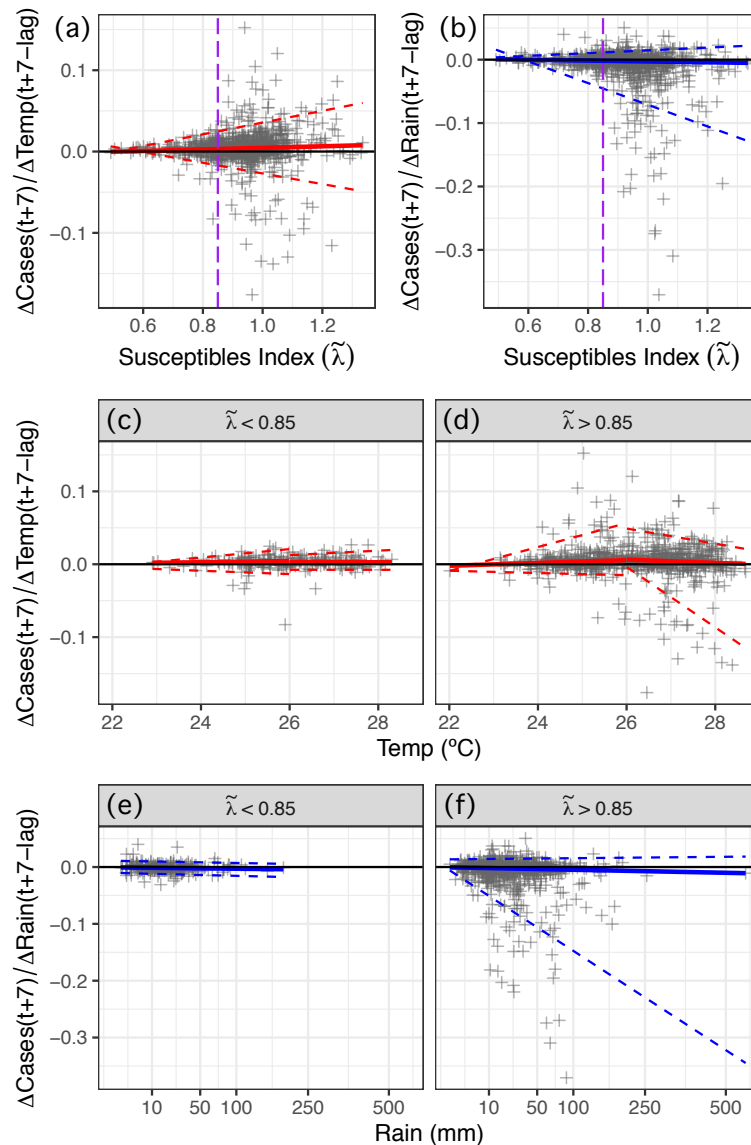 (a)
ΔCases(t+7)/ΔTemp(t+7−lag)
0.1
0.0
−0.1
0.6 0.8 1.0 1.2
Susceptibles Index (λ̃)
(b)
ΔCases(t+7)/ΔRain(t+7−lag)
0.0
−0.1
−0.2
−0.3
0.6 0.8 1.0 1.2
Susceptibles Index (λ̃)
(c) λ̃ < 0.85
(d) λ̃ > 0.85
ΔCases(t+7)/ΔTemp(t+7−lag)
0.1
0.0
−0.1
22 24 26 28
22 24 26 28
Temp (ºC)
(e) λ̃ < 0.85
(f) λ̃ > 0.85
ΔCases(t+7)/ΔRain(t+7−lag)
0.0
−0.1
−0.2
−0.3
10 50 100 250 500
10 50 100 250 500
Rain (mm)